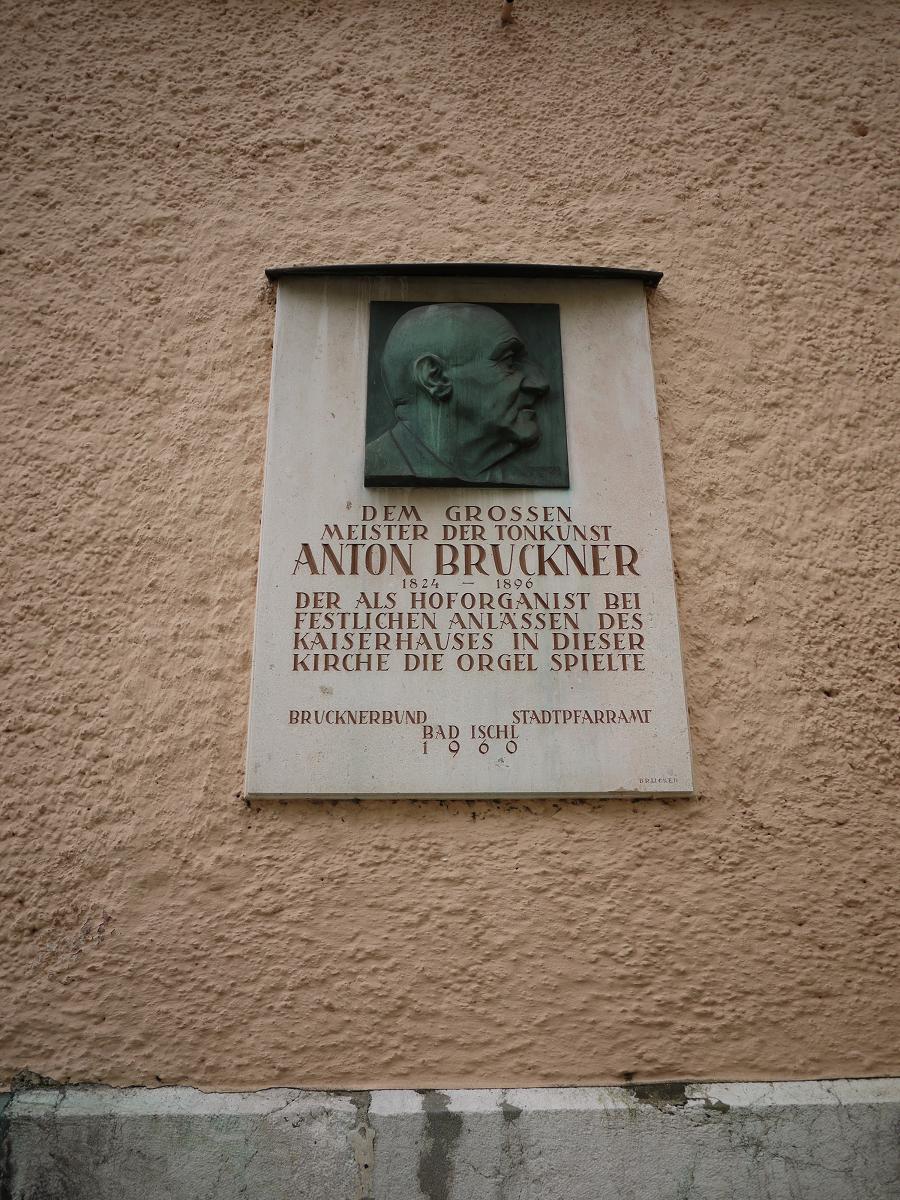 DEM GROSSEN
MEISTER DER TONKUNST
ANTON BRUCKNER
1824 – 1896
DER ALS HOFORGANIST BEI
FESTLICHEN ANLÄSSEN DES
KAISERHAUSES IN DIESER
KIRCHE DIE ORGEL SPIELTE
BRUCKNERBUND STADTPFARRAMT
BAD ISCHL
1960